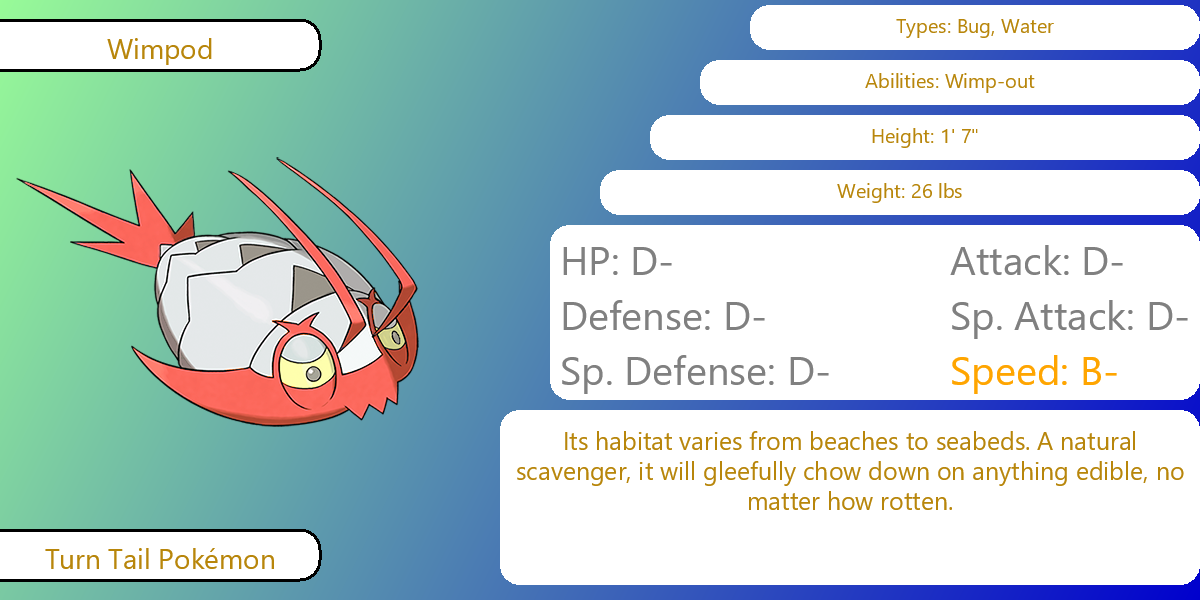 Wimpod
Types: Bug, Water
Abilities: Wimp-out
Height: 1' 7"
Weight: 26 lbs
HP: D-
Attack: D-
Defense: D-
Sp. Attack: D-
Sp. Defense: D-
Speed: B-
Its habitat varies from beaches to seabeds. A natural
scavenger, it will gleefully chow down on anything edible, no
matter how rotten.
Turn Tail Pokémon